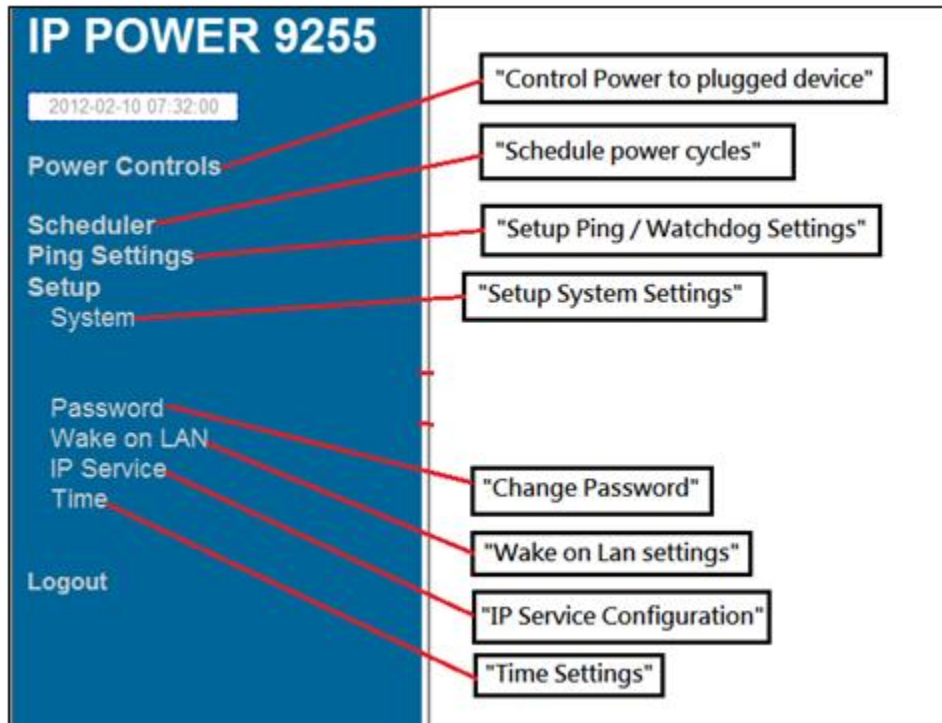 IP POWER 9255
2012-02-10 07:32:00
Power Controls
Scheduler
Ping Settings
Setup
System
Password
Wake on LAN
IP Service
Time
Logout
"Control Power to plugged device"
"Schedule power cycles"
"Setup Ping / Watchdog Settings"
"Setup System Settings"
"Change Password"
"Wake on Lan settings"
"IP Service Configuration"
"Time Settings"